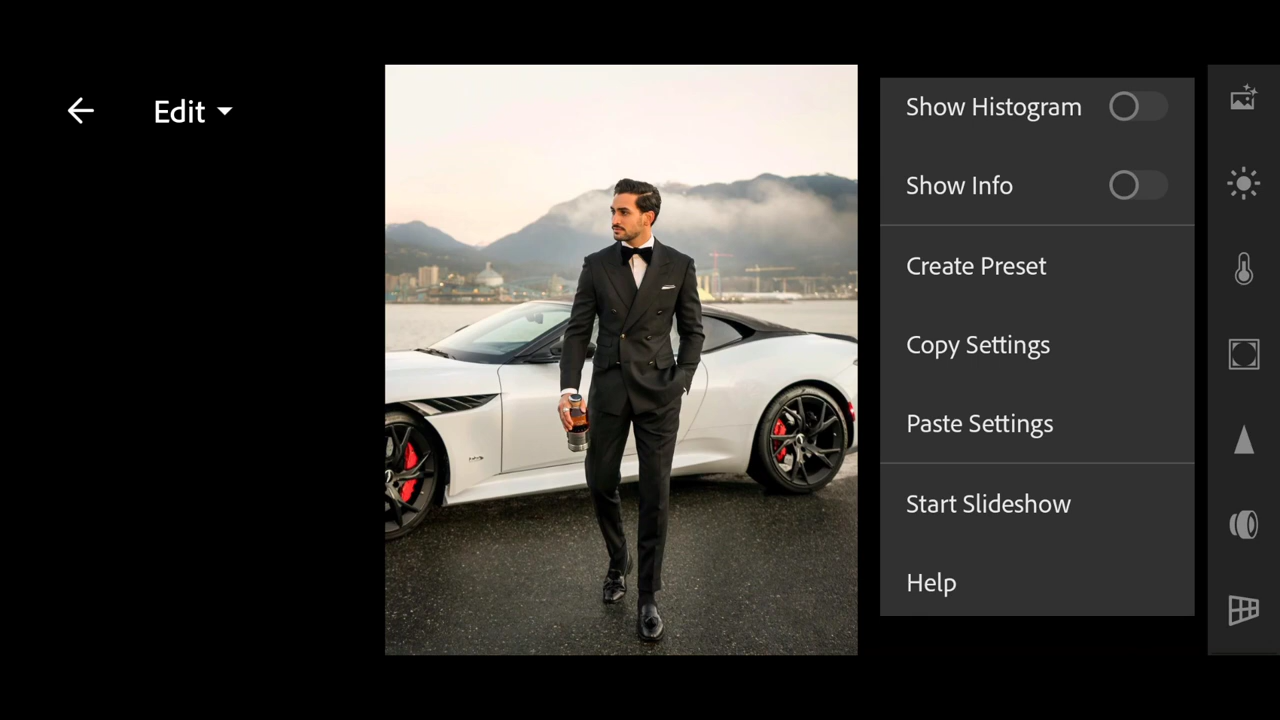 Edit
Show Histogram
Show Info
Create Preset
Copy Settings
Paste Settings
Start Slideshow
Help